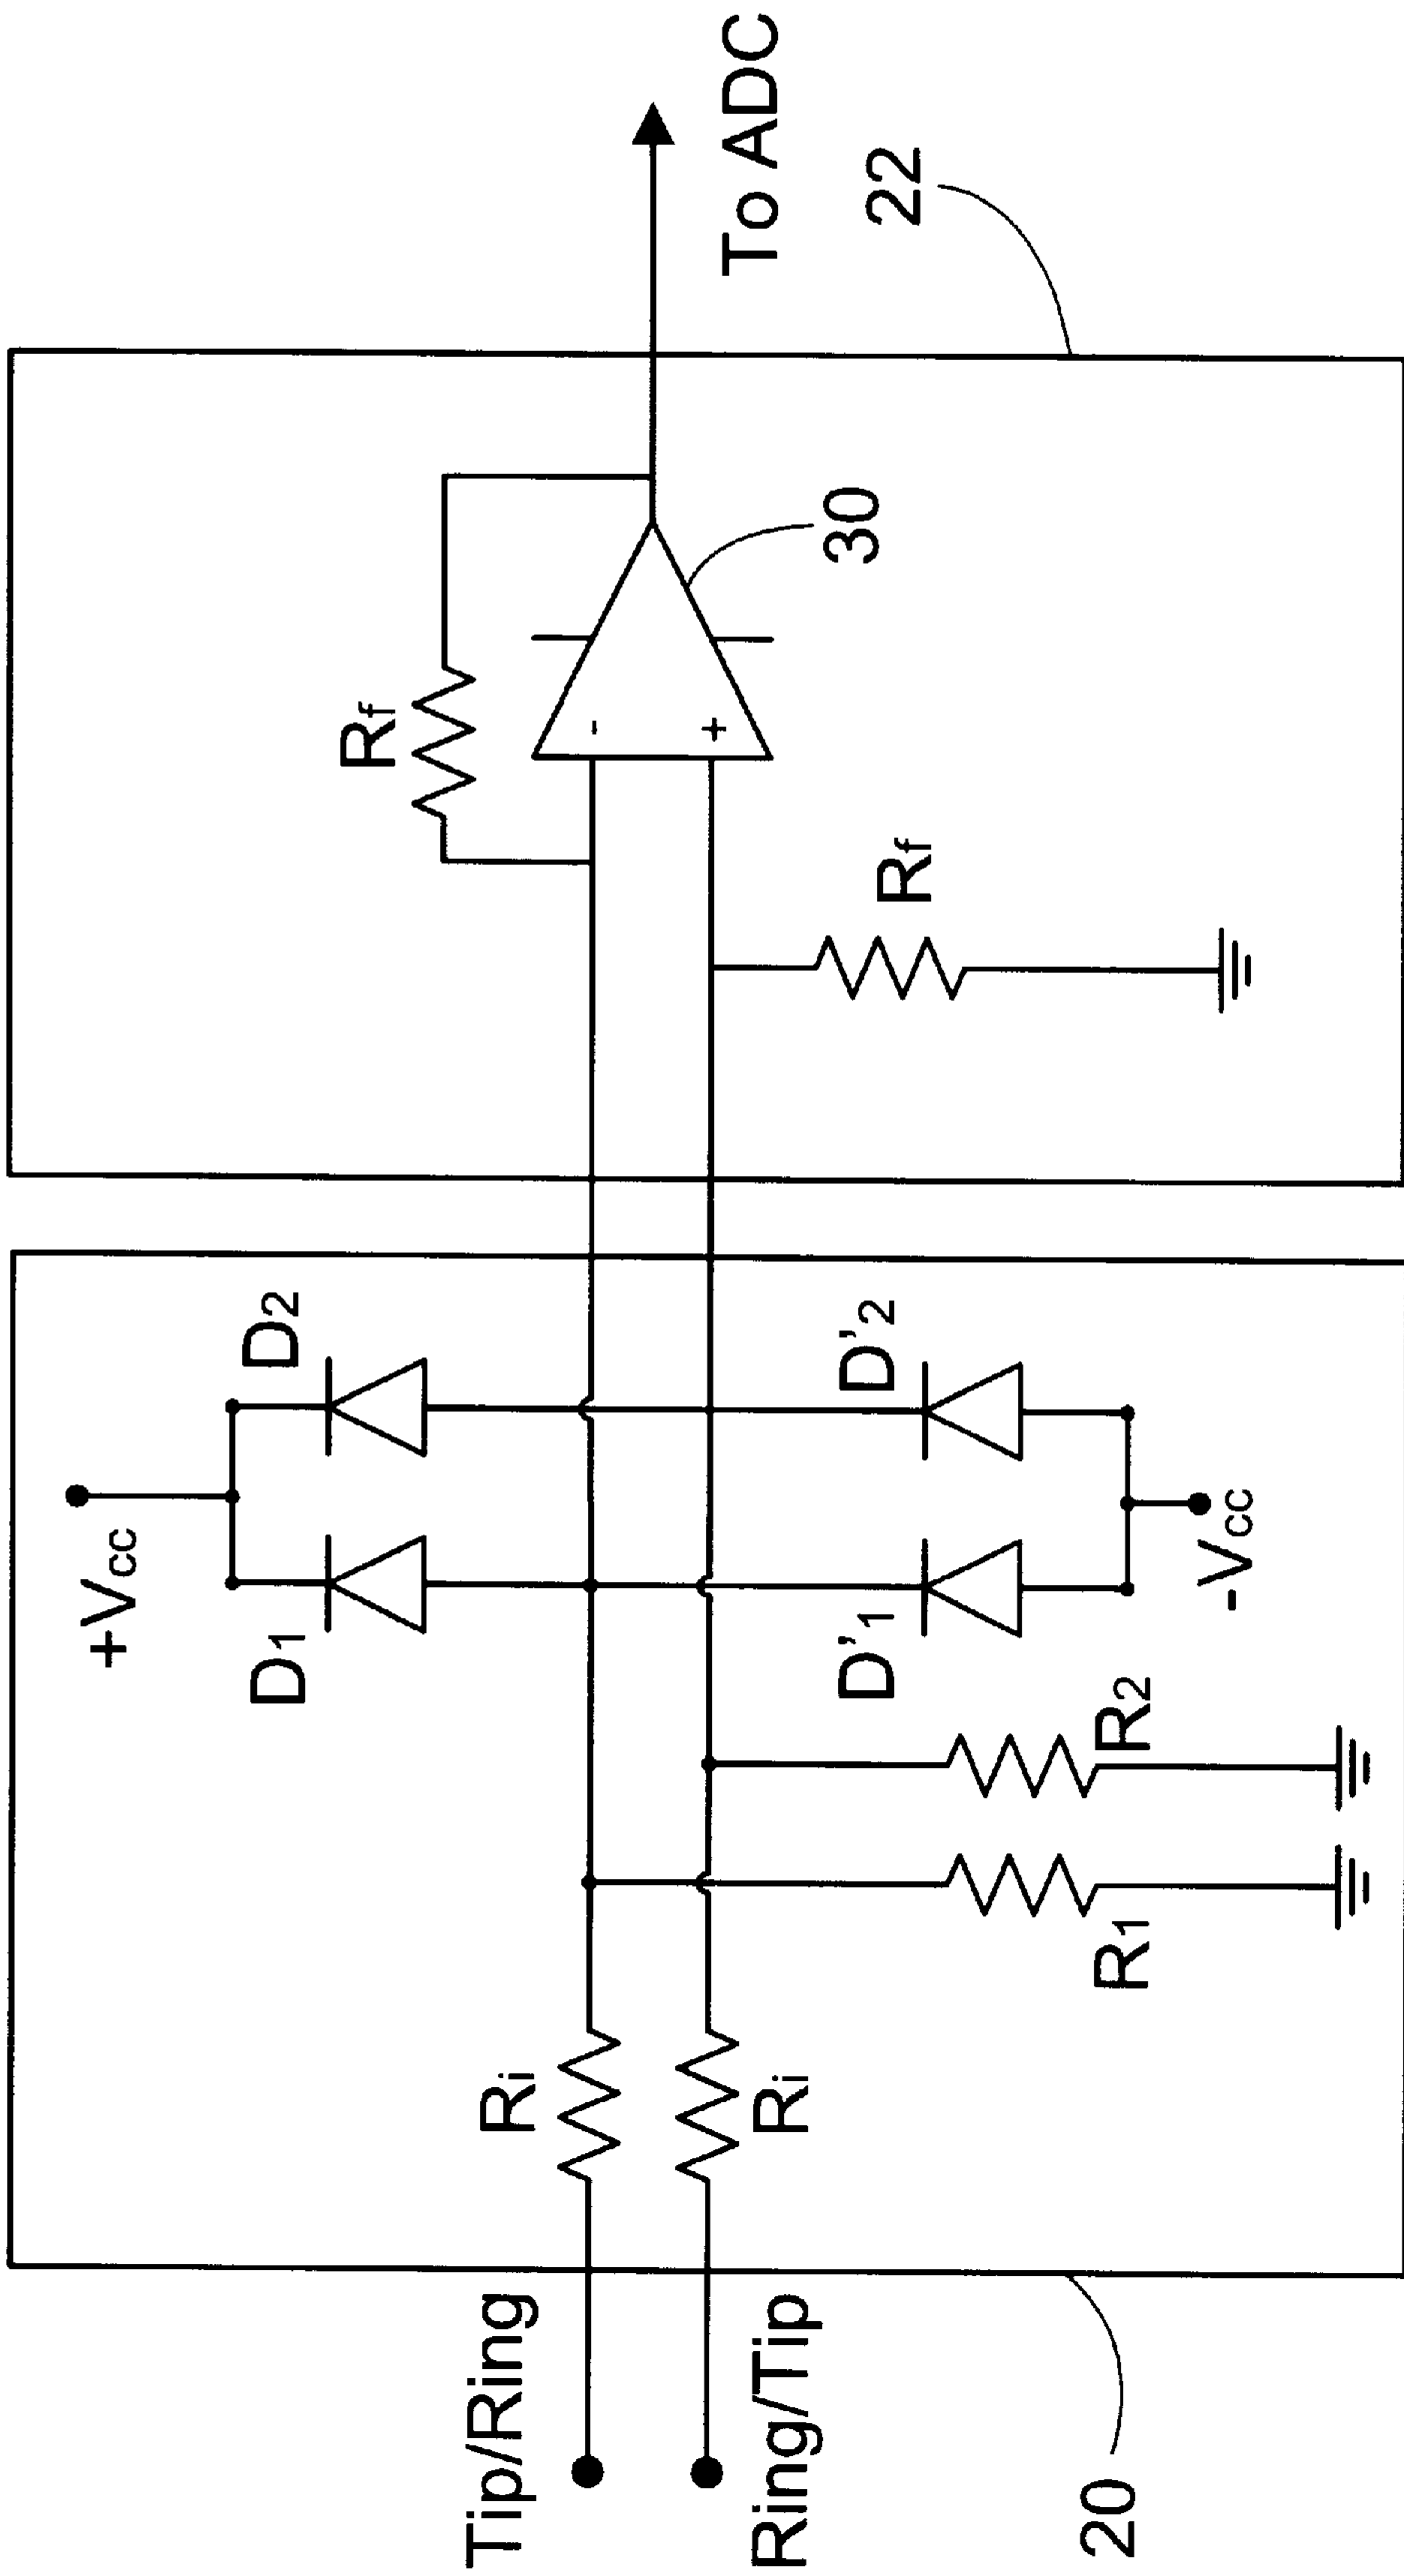 +Vcc
D1
D2
Rf
Tip/Ring
Ri
-
30
To ADC
Ring/Tip
Ri
+
D'1
D'2
Rf
22
R1
R2
-Vcc
20